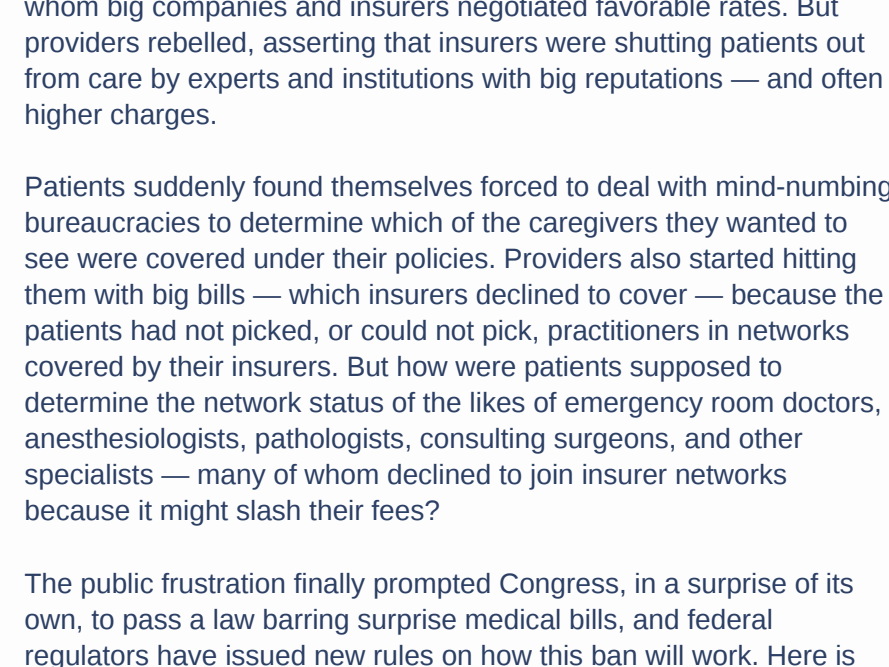 whom big companies and insurers negotiated favorable rates. But
providers rebelled, asserting that insurers were shutting patients out
from care by experts and institutions with big reputations — and often
higher charges.
Patients suddenly found themselves forced to deal with mind-numbing
bureaucracies to determine which of the caregivers they wanted to
see were covered under their policies. Providers also started hitting
them with big bills — which insurers declined to cover — because the
patients had not picked, or could not pick, practitioners in networks
covered by their insurers. But how were patients supposed to
determine the network status of the likes of emergency room doctors,
anesthesiologists, pathologists, consulting surgeons, and other
specialists — many of whom declined to join insurer networks
because it might slash their fees?
The public frustration finally prompted Congress, in a surprise of its
own, to pass a law barring surprise medical bills, and federal
regulators have issued new rules on how this ban will work. Here is